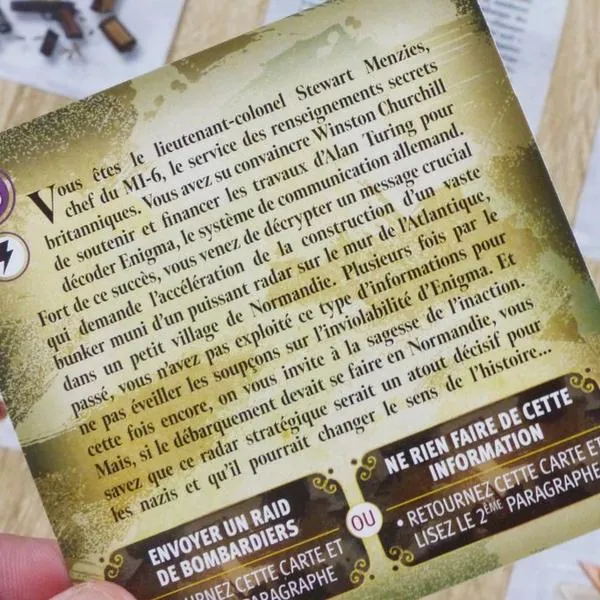 Vous êtes le lieutenant-colonel Stewart Menzies,
chef du MI-6, le service des renseignements secrets
britanniques. Vous avez su convaincre Winston Churchill
de soutenir et financer les travaux d'Alan Turing pour
décoder Enigma, le système de communication allemand.
Fort de ce succès, vous venez de décrypter un message crucial
qui demande l'accélération de la construction d'un vaste
bunker muni d'un puissant radar sur le mur de l'Atlantique,
dans un petit village de Normandie. Plusieurs fois par le
passé, vous n'avez pas exploité ce type d'informations pour
ne pas éveiller les soupçons sur l'inviolabilité d'Enigma. Et
cette fois encore, on vous invite à la sagesse de l'inaction.
Mais, si le débarquement devait se faire en Normandie, vous
savez que ce radar stratégique serait un atout décisif pour
les nazis et qu'il pourrait changer le sens de l'histoire...
ENVOYER UN RAID
DE BOMBARDIERS
CETTE CARTE ET
PARAGRAPHE
OU
NE RIEN FAIRE DE CETTE
INFORMATION
• RETOURNEZ CETTE CARTE ET
LISEZ LE 2ÈME PARAGRAPHE